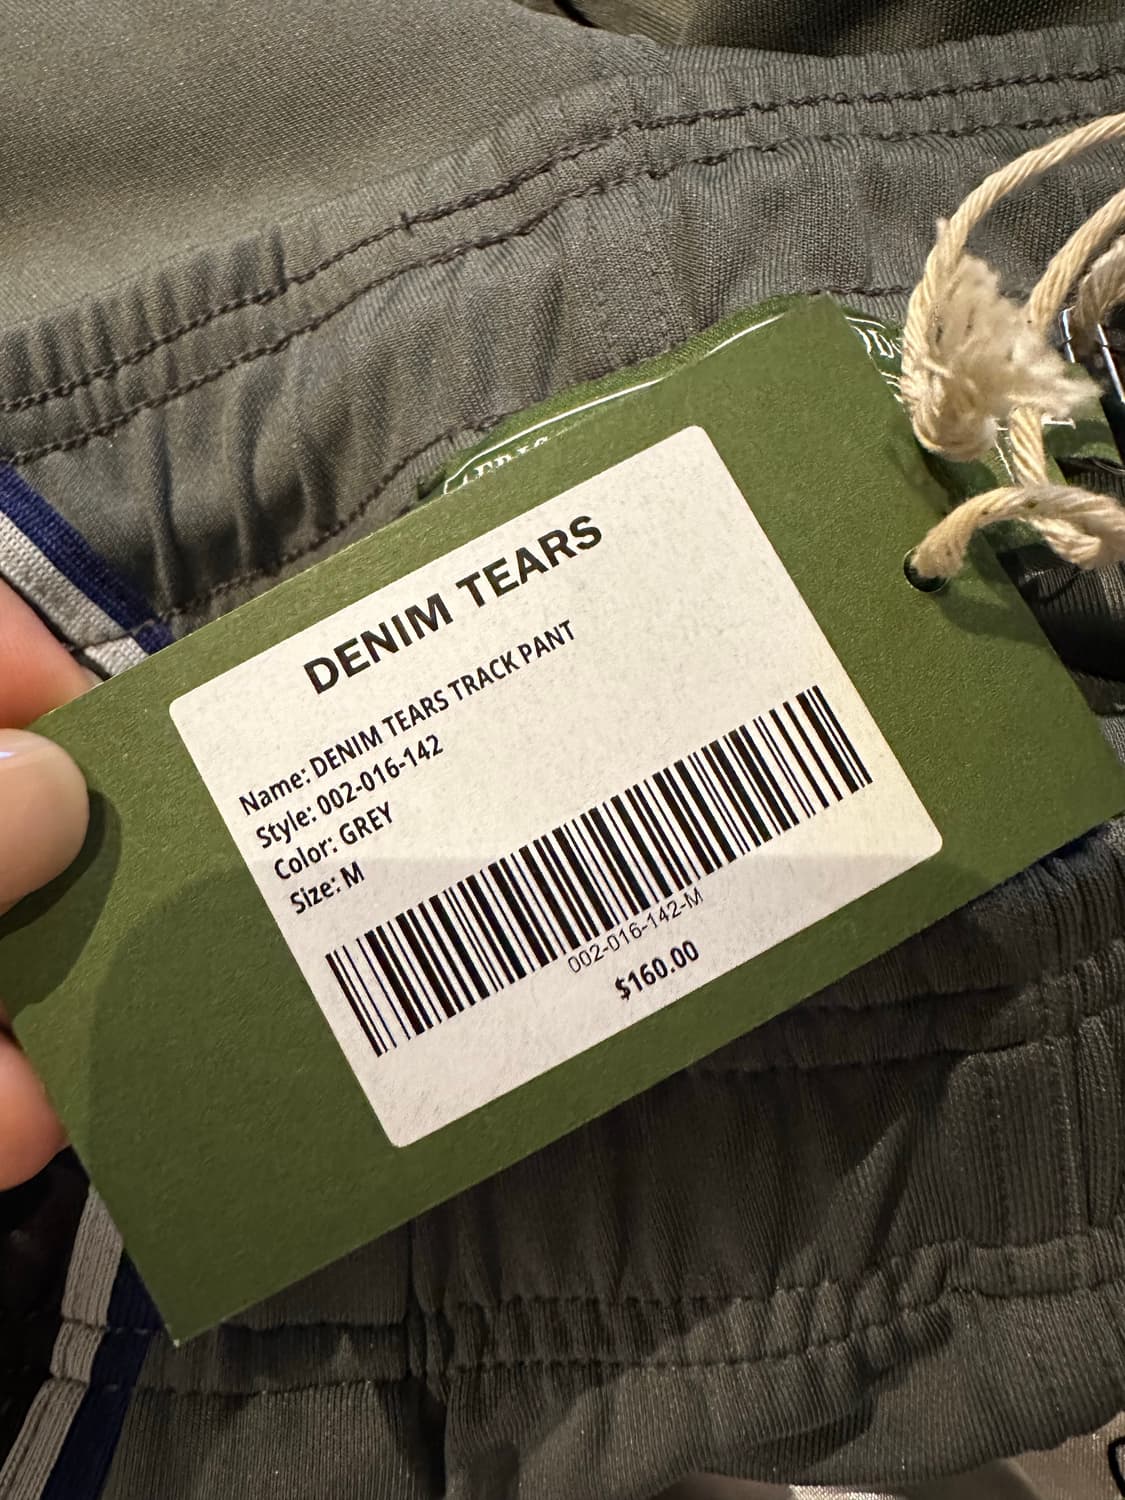 DENIM TEARS
Name: DENIM TEARS TRACK PANT
Style: 002-016-142
Color: GREY
Size: M
002-016-142-M
$160.00